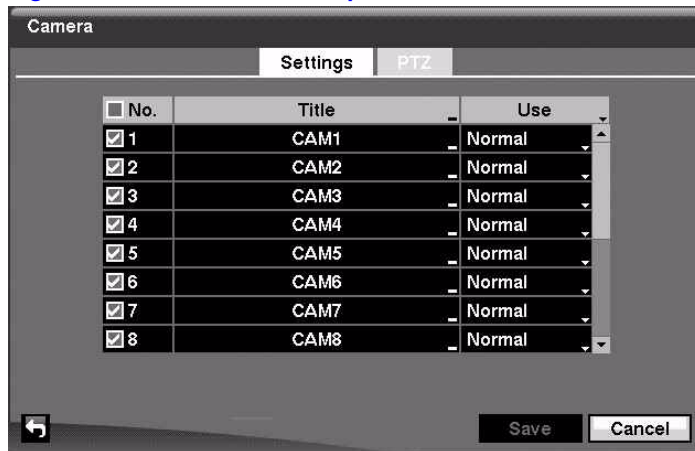 Camera
Settings PTZ
No. Title Use
1 CAM1 Normal
2 CAM2 Normal
3 CAM3 Normal
4 CAM4 Normal
5 CAM5 Normal
6 CAM6 Normal
7 CAM7 Normal
8 CAM8 Normal
Save Cancel